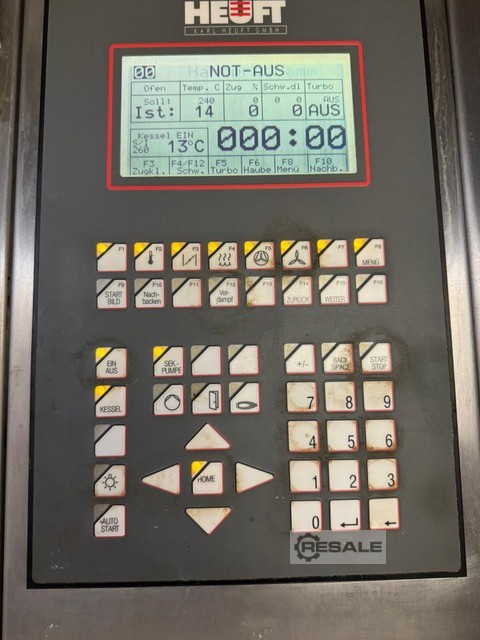 HEUFT
KARL HEUFT GMBH
00 NOT-AUS
Ofen Temp. C Zug % Schw.dl Turbo
Soll: 240 0 0 AUS
Ist: 14 0 0 AUS
Kessel EIN
S/I
260 13°C 000:00
F3 F4/F12 F5 F6 F8 F10
Zugkl. Schw. Turbo Haube Menü Nachb.
F1 F2 F3 F4 F5 F6 F7 F8
MENÜ
F9 F10 F11 F12 F13 F14 F15 F16
START BILD Nach- backen Vor- dampf ZURÜCK WEITER
EIN AUS SEK- PUMPE +/- BACK SPACE START STOP
KESSEL 7 8 9
4 5 6
HOME 1 2 3
AUTO START 0
RESALE